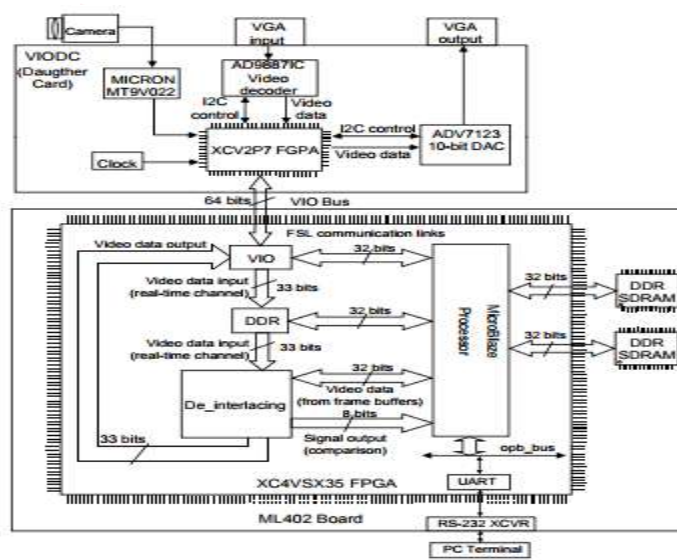 Camera
VGA
input
VGA
output
VIODC
(Daugther
Card)
MICRON
MT9V022
AD9887IC
Video
decoder
I2C
control
Video
data
I2C control
ADV7123
10-bit DAC
XCV2P7 FGPA
Video data
Clock
64 bits
VIO Bus
FSL communication links
Video data output
VIO
32 bits
Video data input
(real-time channel)
33 bits
MicroBlaze
Processor
32 bits
DDR
SDRAM
DDR
32 bits
32 bits
DDR
SDRAM
Video data input
(real-time channel)
33 bits
32 bits
Video data
(from frame buffers)
De_interlacing
8 bits
Signal output
(comparison)
33 bits
opb_bus
XC4VSX35 FPGA
UART
ML402 Board
RS-232 XCVR
PC Terminal